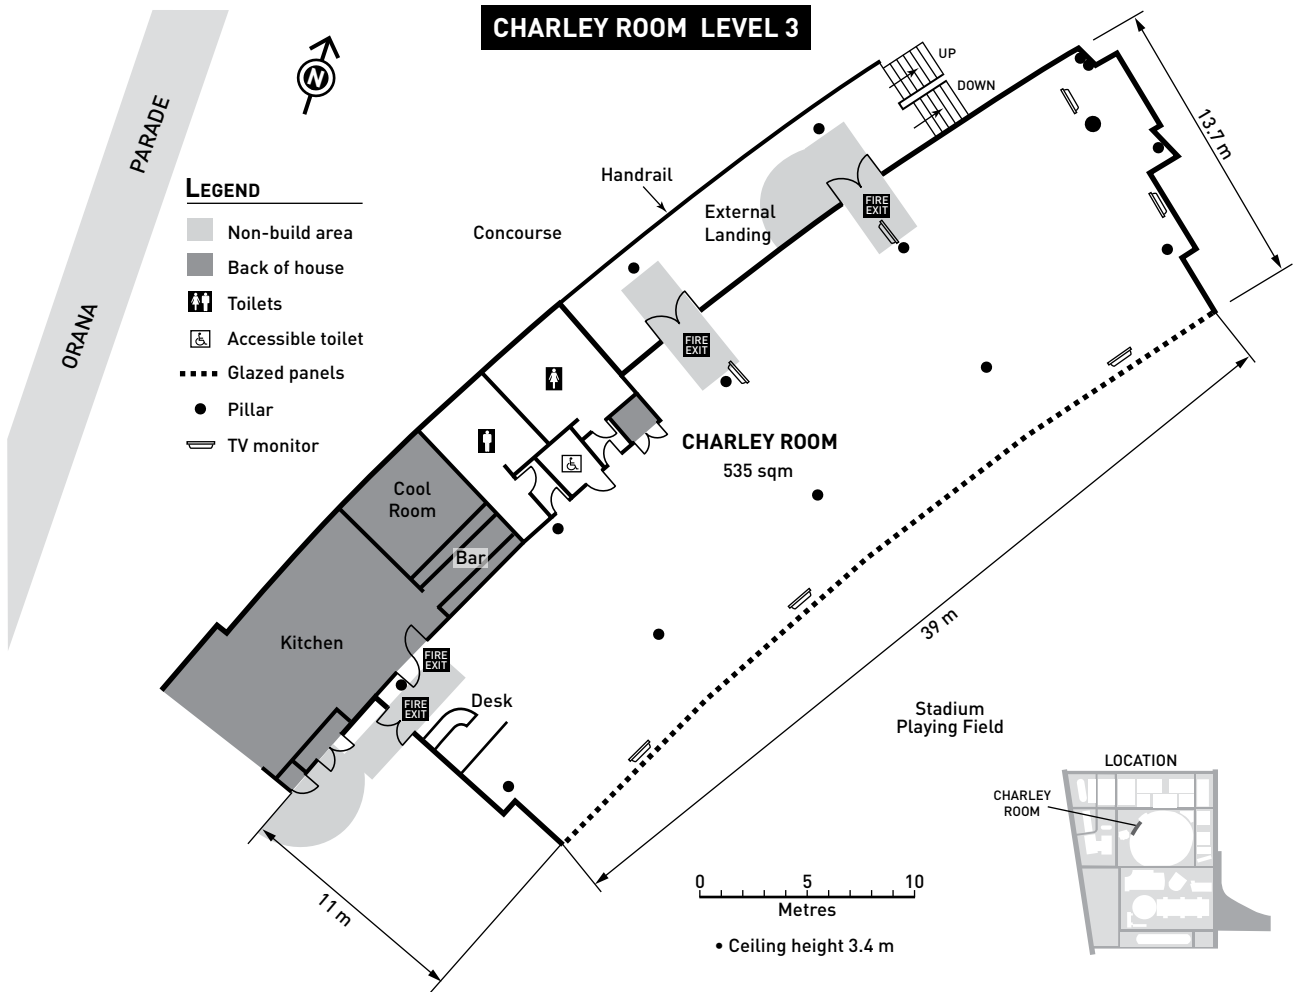 CHARLEY ROOM LEVEL 3
UP
DOWN
N
ORANA PARADE
LEGEND
Non-build area
Back of house
Toilets
Accessible toilet
Glazed panels
Pillar
TV monitor
Handrail
Concourse
External
Landing
FIRE
EXIT
FIRE
EXIT
13.7 m
CHARLEY ROOM
535 sqm
Cool
Room
Bar
Kitchen
FIRE
EXIT
FIRE
EXIT
Desk
39 m
11 m
Stadium
Playing Field
LOCATION
CHARLEY
ROOM
0 5 10
Metres
• Ceiling height 3.4 m